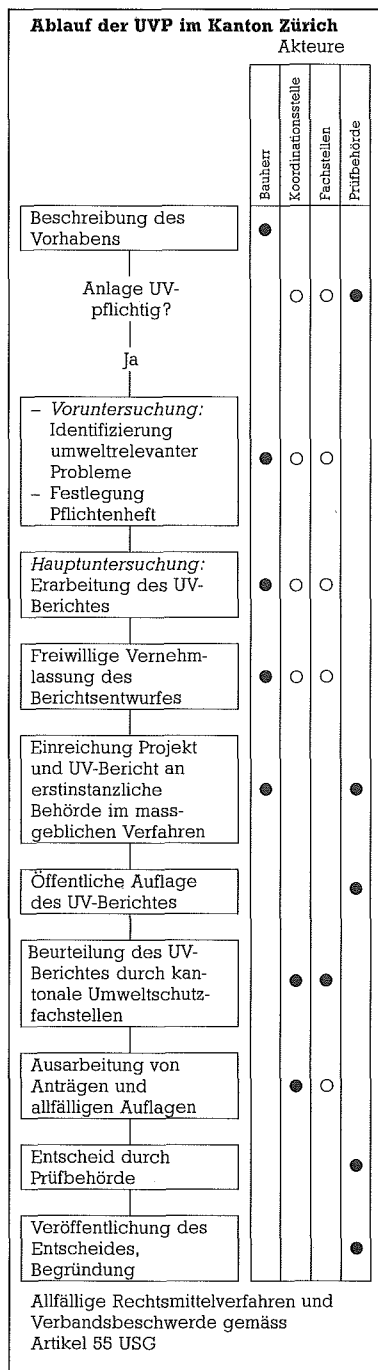 Ablauf der UVP im Kanton Zürich
Akteure
Bauherr
Koordinationsstelle
Fachstellen
Prüfbehörde
Beschreibung des
Vorhabens
Anlage UV-
pflichtig?
Ja
– Voruntersuchung:
Identifizierung
umweltrelevanter
Probleme
– Festlegung
Pflichtenheft
Hauptuntersuchung:
Erarbeitung des UV-
Berichtes
Freiwillige Vernehm-
lassung des
Berichtsentwurfes
Einreichung Projekt
und UV-Bericht an
erstinstanzliche
Behörde im mass-
geblichen Verfahren
Öffentliche Auflage
des UV-Berichtes
Beurteilung des UV-
Berichtes durch kan-
tonale Umweltschutz-
fachstellen
Ausarbeitung von
Anträgen und
allfälligen Auflagen
Entscheid durch
Prüfbehörde
Veröffentlichung des
Entscheides,
Begründung
Allfällige Rechtsmittelverfahren und
Verbandsbeschwerde gemäss
Artikel 55 USG